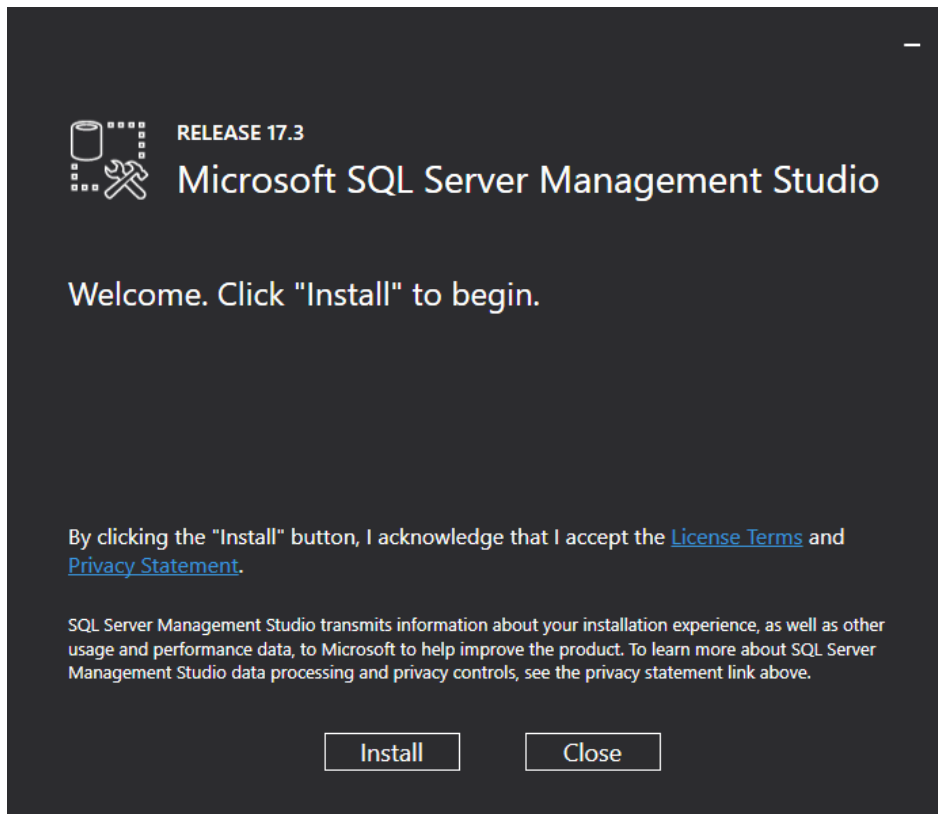 RELEASE 17.3
Microsoft SQL Server Management Studio
Welcome. Click "Install" to begin.
By clicking the "Install" button, I acknowledge that I accept the License Terms and
Privacy Statement.
SQL Server Management Studio transmits information about your installation experience, as well as other
usage and performance data, to Microsoft to help improve the product. To learn more about SQL Server
Management Studio data processing and privacy controls, see the privacy statement link above.
Install
Close